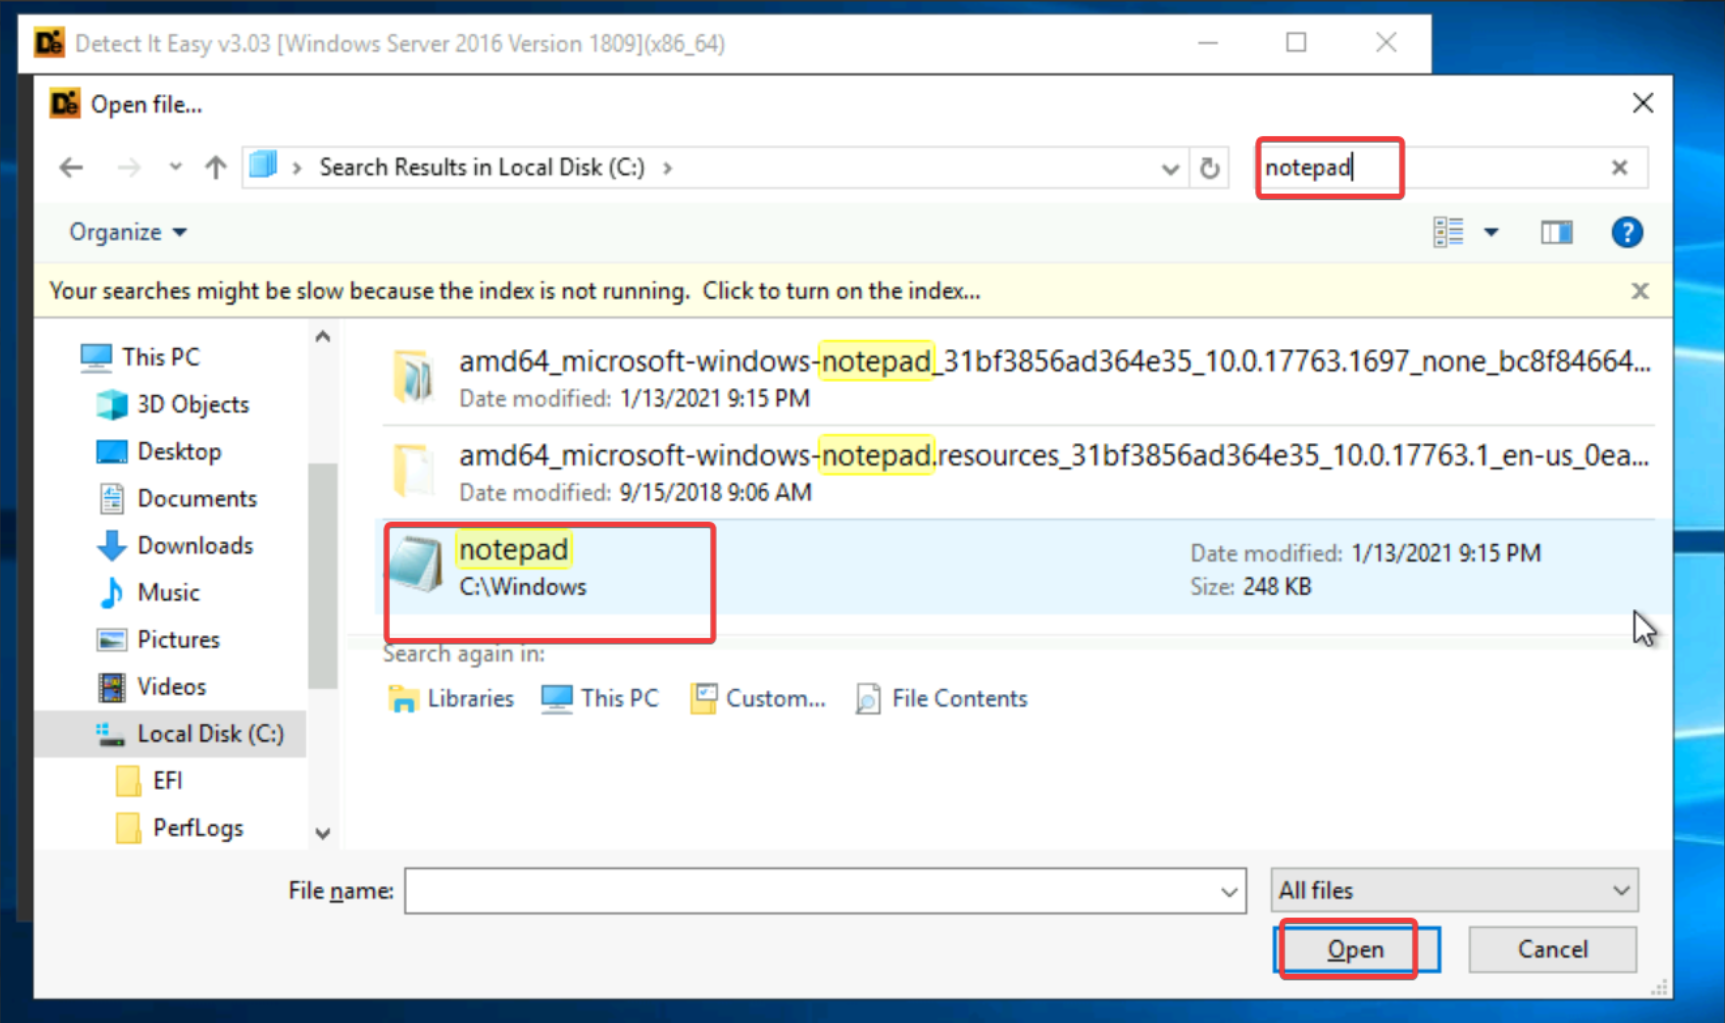 De Detect It Easy v3.03 [Windows Server 2016 Version 1809](x86_64)
De Open file...
Search Results in Local Disk (C:)
notepad
Organize
?
Your searches might be slow because the index is not running. Click to turn on the index...
This PC
3D Objects
Desktop
Documents
Downloads
Music
Pictures
Videos
Local Disk (C:)
EFI
PerfLogs
amd64_microsoft-windows-notepad_31bf3856ad364e35_10.0.17763.1697_none_bc8f84664...
Date modified: 1/13/2021 9:15 PM
amd64_microsoft-windows-notepad.resources_31bf3856ad364e35_10.0.17763.1_en-us_0ea...
Date modified: 9/15/2018 9:06 AM
notepad
C:\Windows
Date modified: 1/13/2021 9:15 PM
Size: 248 KB
Search again in:
Libraries This PC Custom... File Contents
File name:
All files
Open Cancel